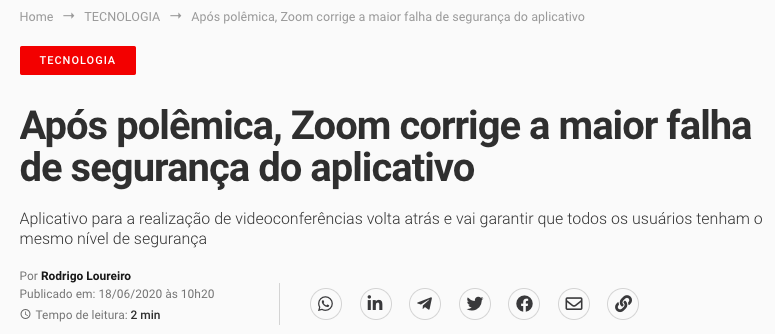 Home → TECNOLOGIA → Após polêmica, Zoom corrige a maior falha de segurança do aplicativo
TECNOLOGIA
Após polêmica, Zoom corrige a maior falha
de segurança do aplicativo
Aplicativo para a realização de videoconferências volta atrás e vai garantir que todos os usuários tenham o
mesmo nível de segurança
Por Rodrigo Loureiro
Publicado em: 18/06/2020 às 10h20
Tempo de leitura: 2 min